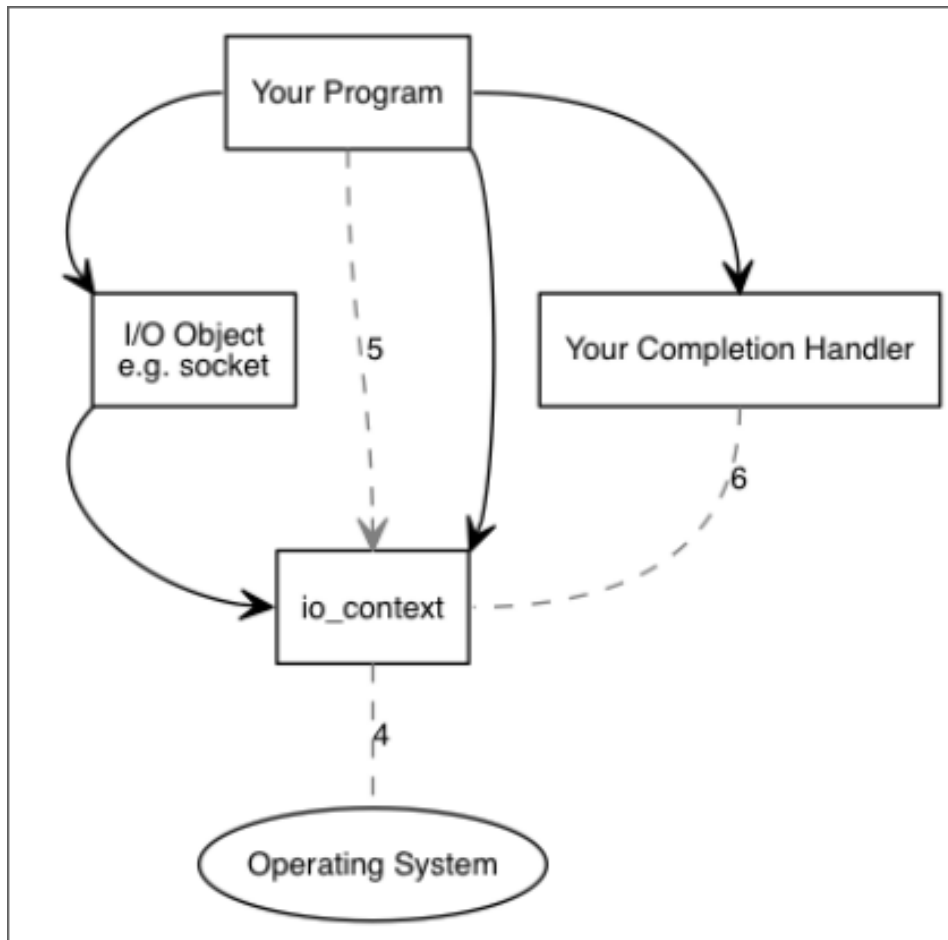 Your Program
5
I/O Object
e.g. socket
Your Completion Handler
6
io_context
4
Operating System